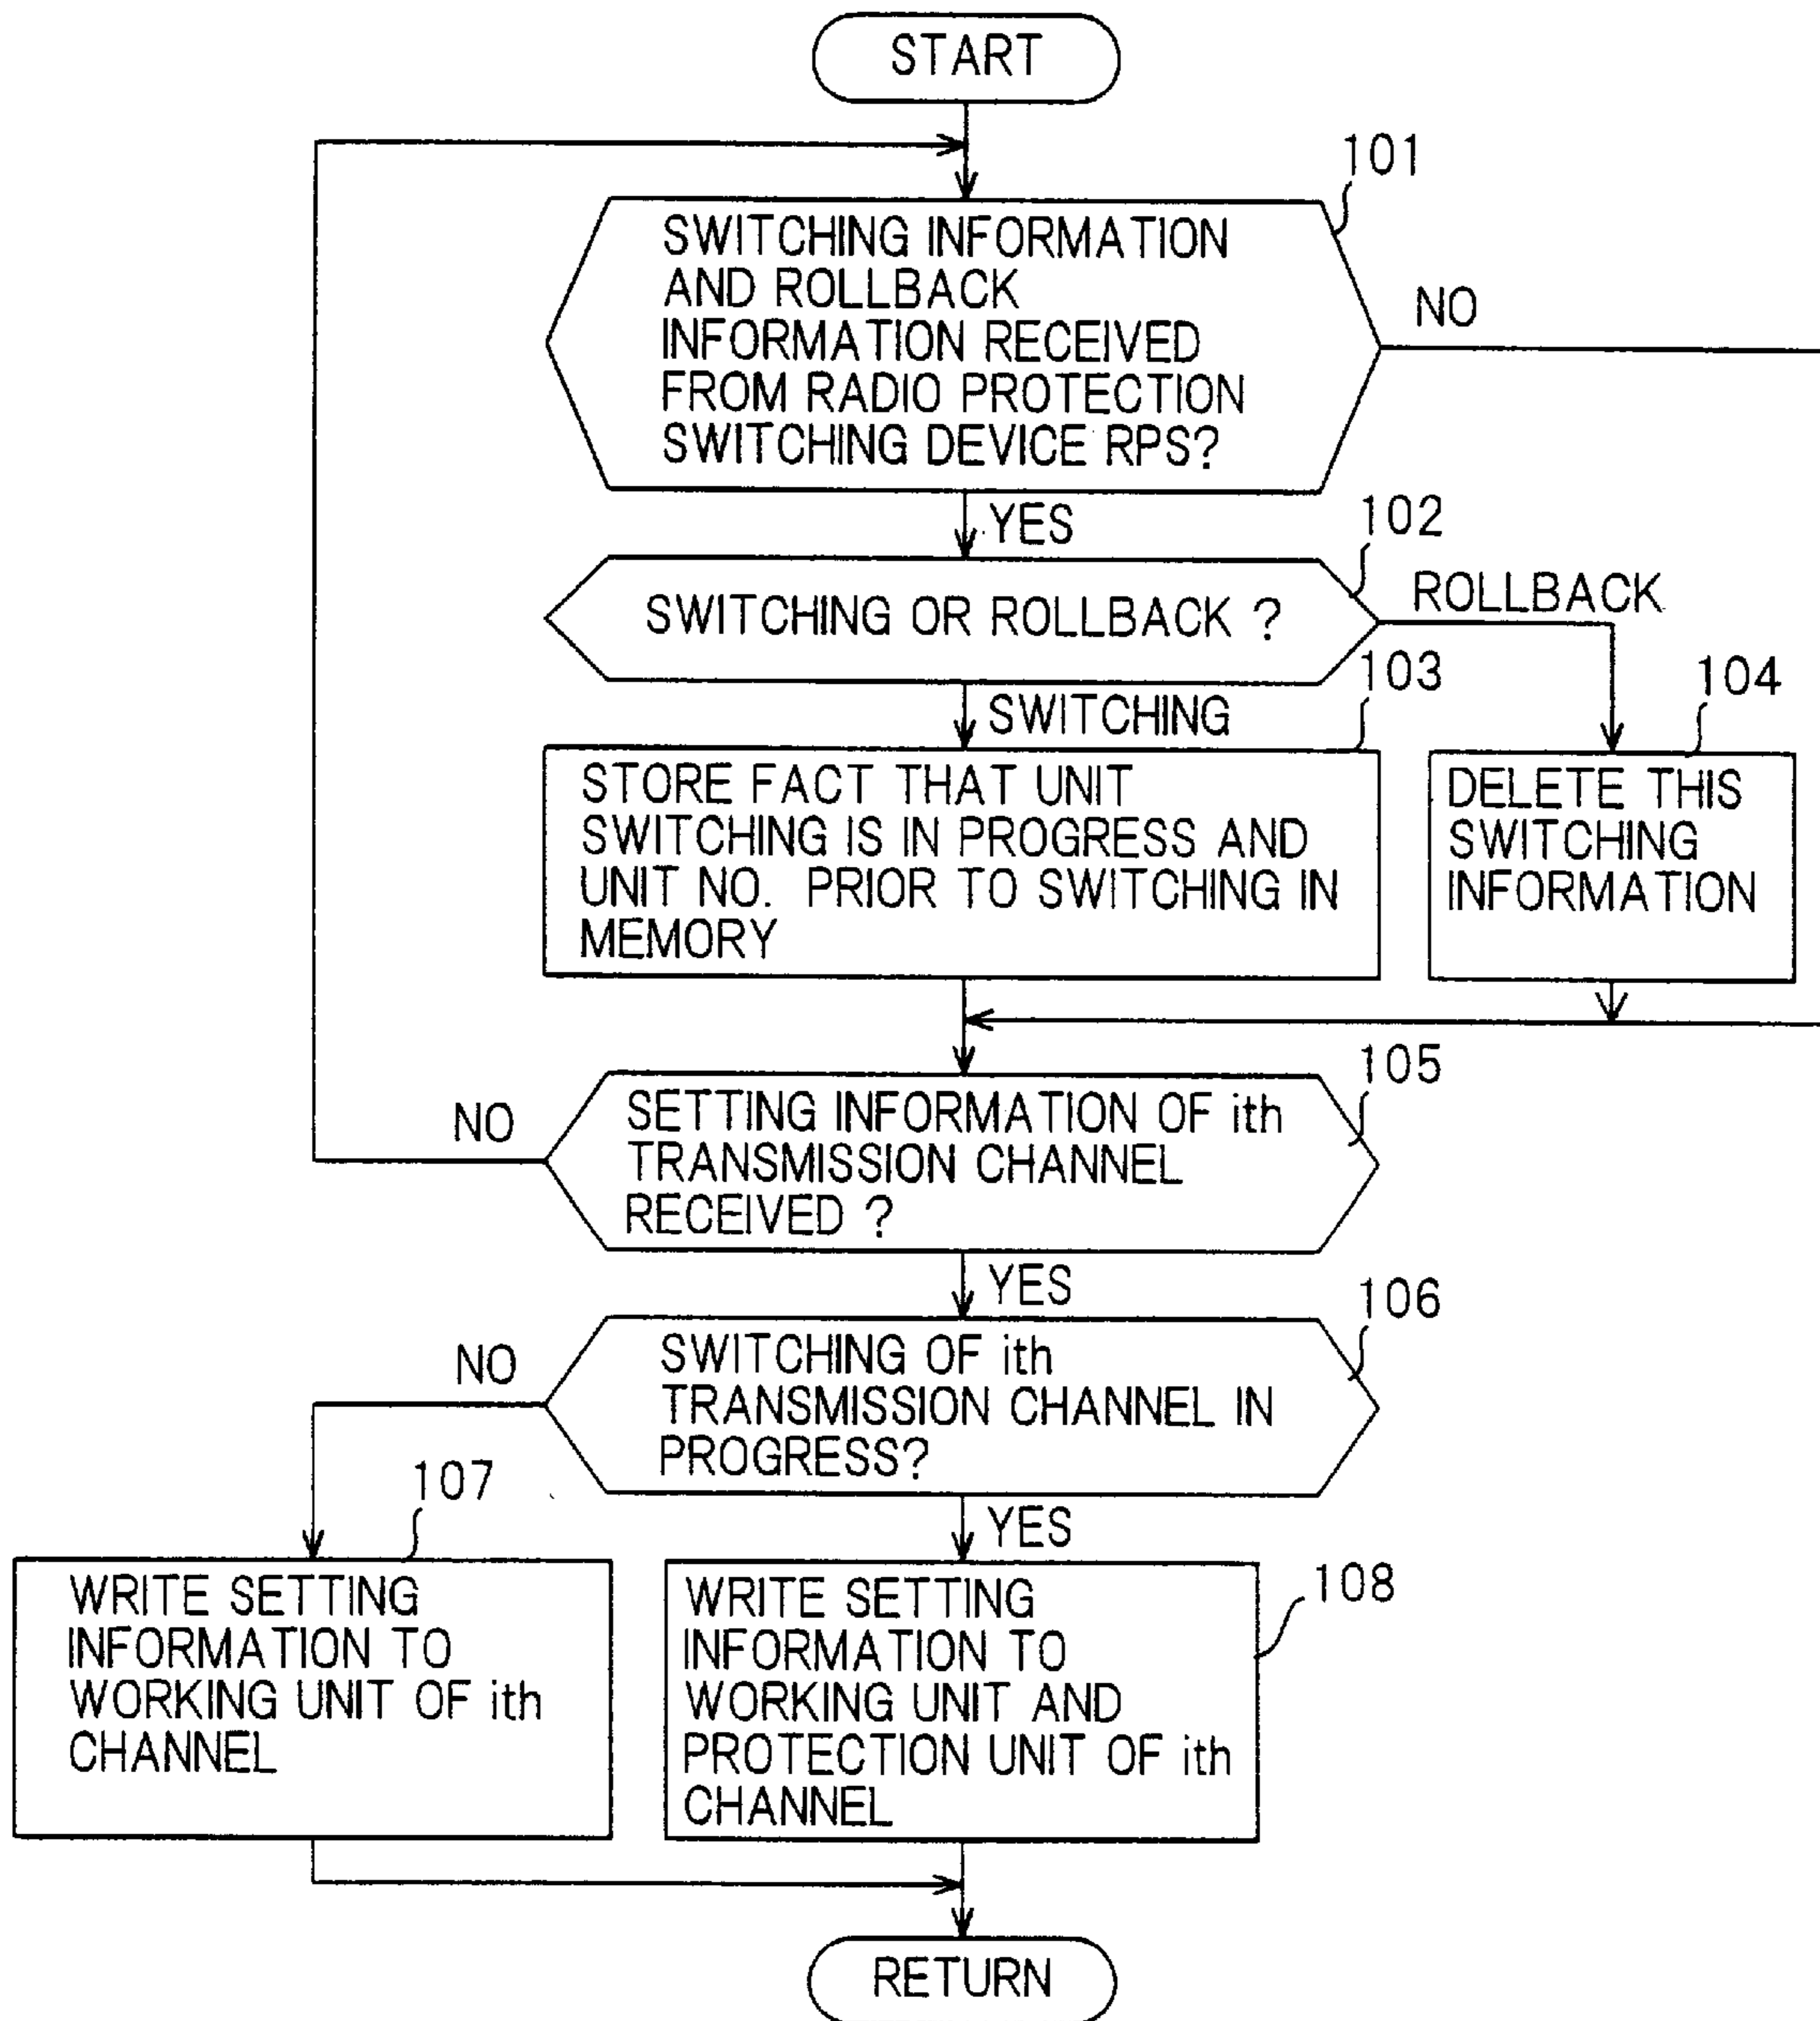 START
101
SWITCHING INFORMATION
AND ROLLBACK
INFORMATION RECEIVED
FROM RADIO PROTECTION
SWITCHING DEVICE RPS?
NO
YES
102
SWITCHING OR ROLLBACK ?
ROLLBACK
SWITCHING
103
STORE FACT THAT UNIT
SWITCHING IS IN PROGRESS AND
UNIT NO. PRIOR TO SWITCHING IN
MEMORY
104
DELETE THIS
SWITCHING
INFORMATION
105
SETTING INFORMATION OF ith
TRANSMISSION CHANNEL
RECEIVED ?
NO
YES
106
SWITCHING OF ith
TRANSMISSION CHANNEL IN
PROGRESS?
NO
YES
107
WRITE SETTING
INFORMATION TO
WORKING UNIT OF ith
CHANNEL
108
WRITE SETTING
INFORMATION TO
WORKING UNIT AND
PROTECTION UNIT OF ith
CHANNEL
RETURN